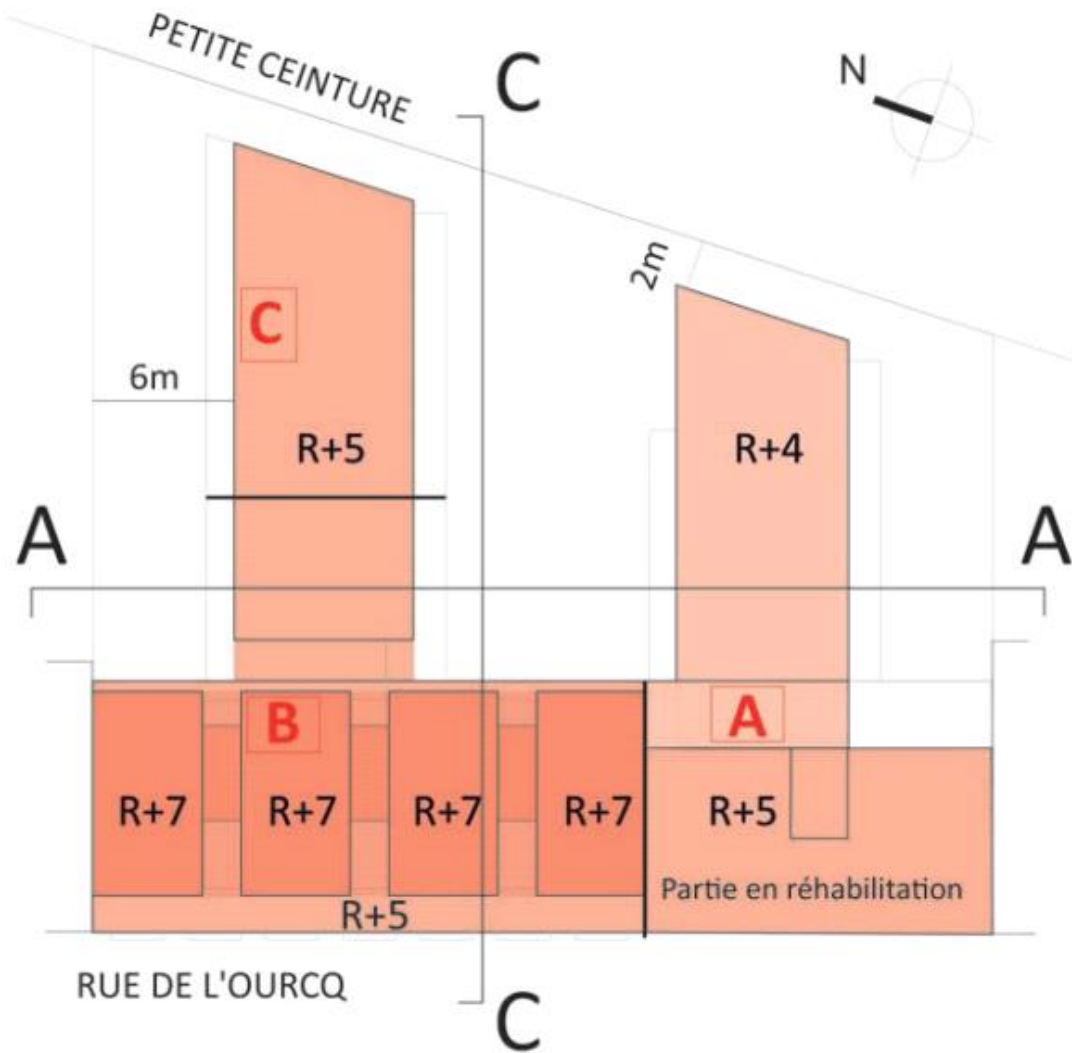 PETITE CEINTURE
C
N
2m
C
6m
R+5
R+4
A
A
B
A
R+7
R+7
R+7
R+7
R+5
Partie en réhabilitation
R+5
RUE DE L'OURCQ
C